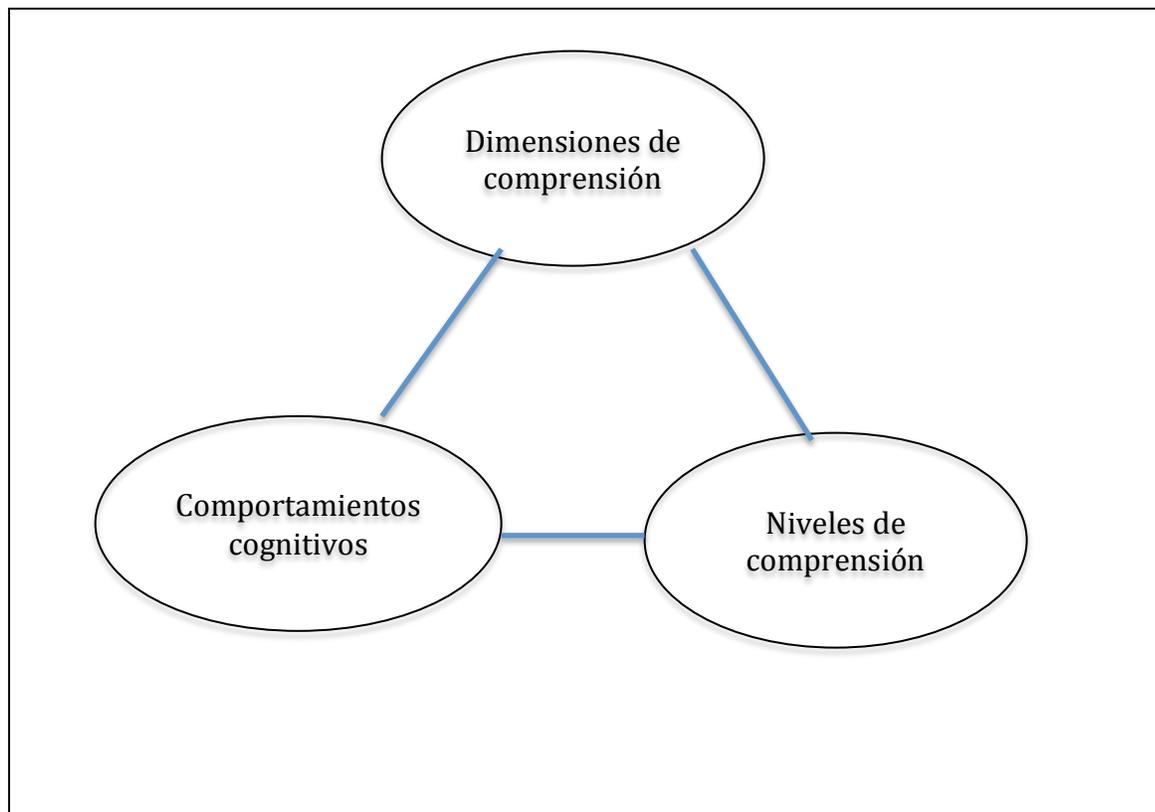 Dimensiones de
comprensión
Comportamientos
cognitivos
Niveles de
comprensión